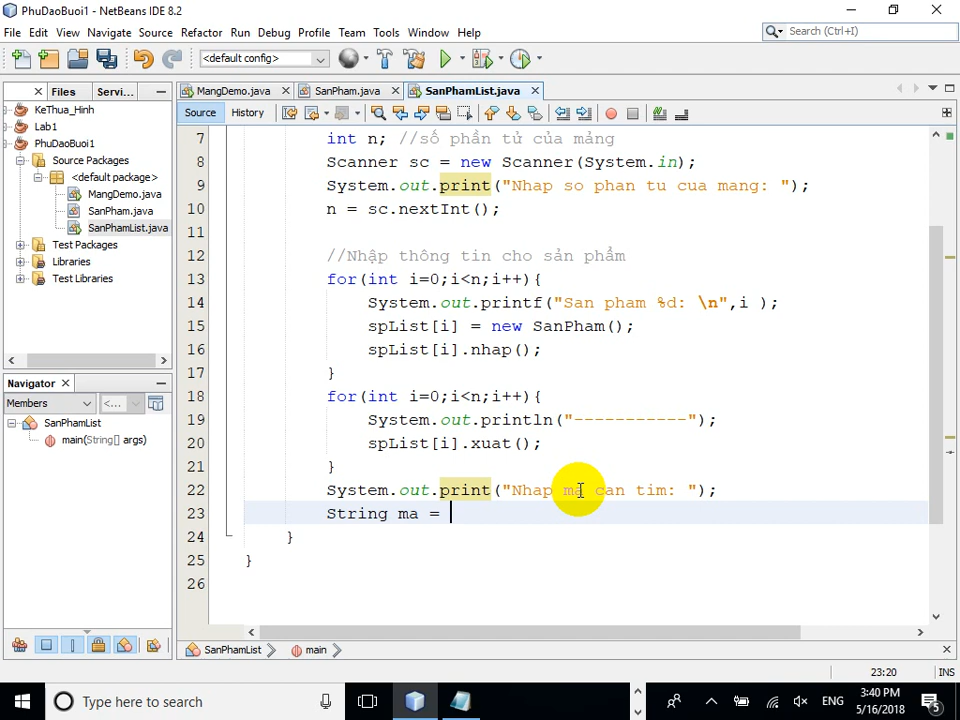 PhuDaoBuoi1 - NetBeans IDE 8.2
File Edit View Navigate Source Refactor Run Debug Profile Team Tools Window Help
Search (Ctrl+I)
<default config>
Files Servi...
MangDemo.java SanPham.java SanPhamList.java
Source History
KeThua_Hinh
Lab1
PhuDaoBuoi1
Source Packages
<default package>
MangDemo.java
SanPham.java
SanPhamList.java
Test Packages
Libraries
Test Libraries
Navigator
Members <...
SanPhamList
main(String[] args)
7 int n; //số phần tử của mảng
8 Scanner sc = new Scanner(System.in);
9 System.out.print("Nhap so phan tu cua mang: ");
10 n = sc.nextInt();
11
12 //Nhập thông tin cho sản phẩm
13 for(int i=0;i<n;i++){
14 System.out.printf("San pham %d: \n",i );
15 spList[i] = new SanPham();
16 spList[i].nhap();
17 }
18 for(int i=0;i<n;i++){
19 System.out.println("-----------");
20 spList[i].xuat();
21 }
22 System.out.print("Nhap ma can tim: ");
23 String ma =
24 }
25 }
26
SanPhamList main
23:20 INS
Type here to search
ENG
3:40 PM
5/16/2018
5